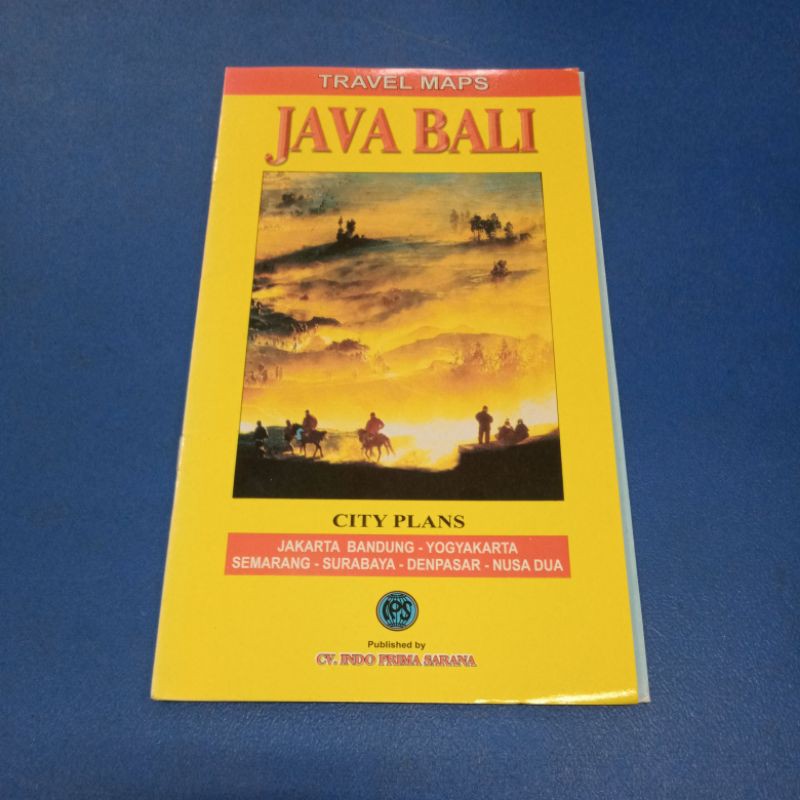 TRAVEL MAPS
JAVA BALI
CITY PLANS
JAKARTA BANDUNG - YOGYAKARTA
SEMARANG - SURABAYA - DENPASAR - NUSA DUA
IPS
Published by
CV. INDO PRIMA SARANA